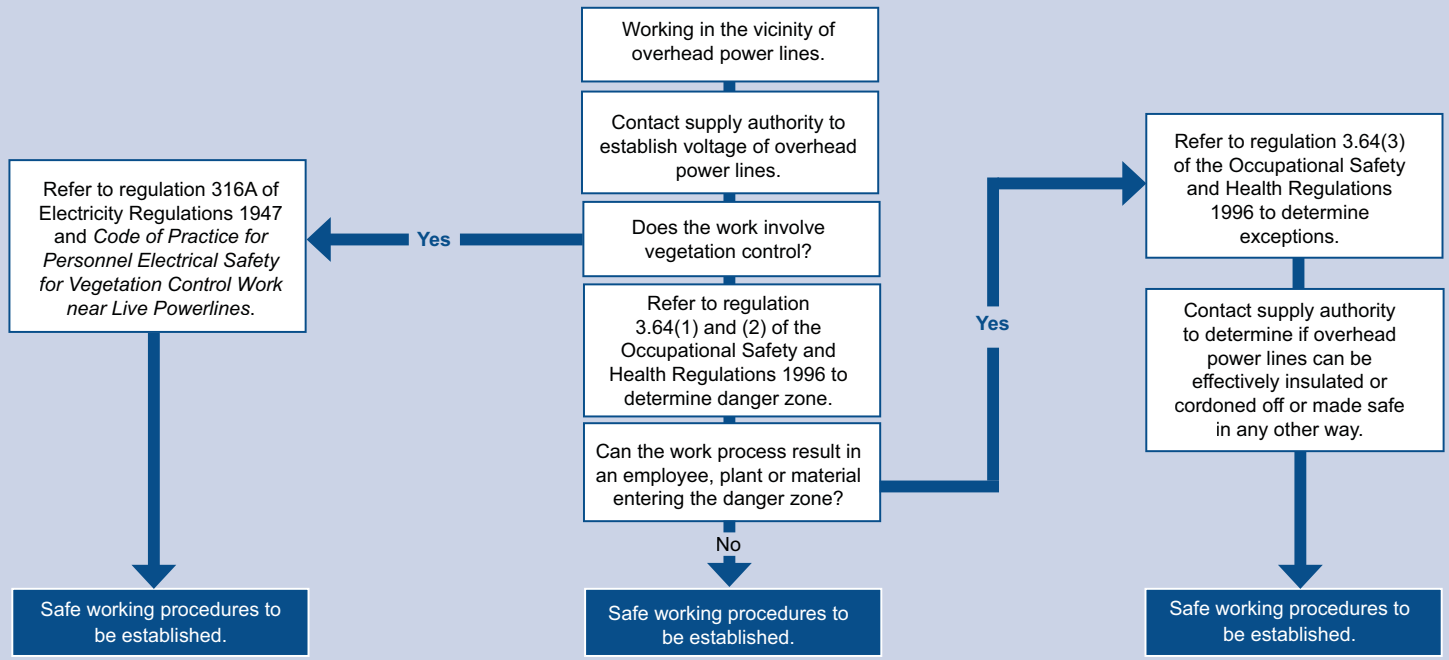 Working in the vicinity of
overhead power lines.
Contact supply authority to
establish voltage of overhead
power lines.
Does the work involve
vegetation control?
Yes
Refer to regulation 316A of
Electricity Regulations 1947
and Code of Practice for
Personnel Electrical Safety
for Vegetation Control Work
near Live Powerlines.
Safe working procedures to
be established.
Refer to regulation
3.64(1) and (2) of the
Occupational Safety and
Health Regulations 1996 to
determine danger zone.
Can the work process result in
an employee, plant or material
entering the danger zone?
No
Safe working procedures to
be established.
Yes
Refer to regulation 3.64(3)
of the Occupational Safety
and Health Regulations
1996 to determine
exceptions.
Contact supply authority
to determine if overhead
power lines can be
effectively insulated or
cordoned off or made safe
in any other way.
Safe working procedures to
be established.